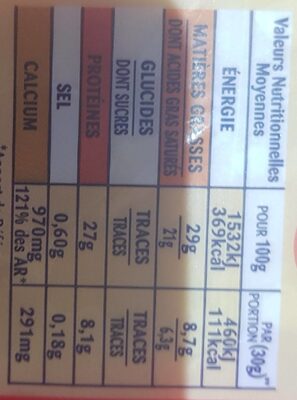 Valeurs Nutritionnelles
Moyennes
POUR 100g
PAR
PORTION (30g)**
ÉNERGIE
1532kJ
369kcal
460kJ
111kcal
MATIÈRES GRASSES
29g
8,7g
DONT ACIDES GRAS SATURÉS
21g
6,3g
GLUCIDES
TRACES
TRACES
DONT SUCRES
TRACES
TRACES
PROTÉINES
27g
8,1g
SEL
0,60g
0,18g
CALCIUM
970mg
121% des AR*
291mg